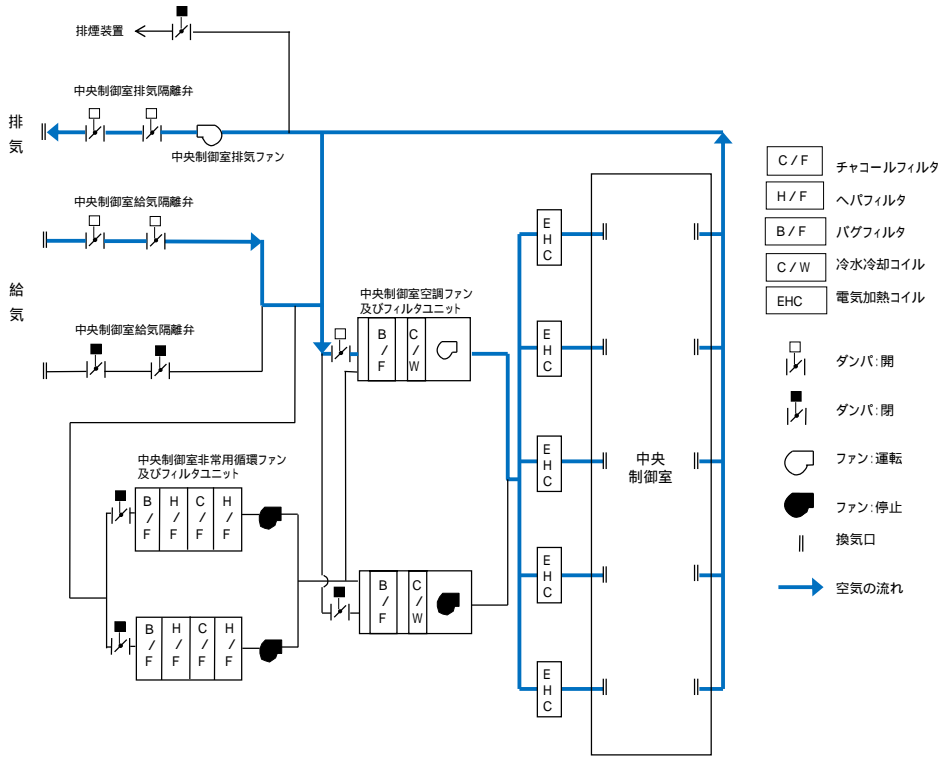 排煙装置
中央制御室排気隔離弁
排
気
中央制御室排気ファン
中央制御室給気隔離弁
給
気
中央制御室給気隔離弁
中央制御室空調ファン
及びフィルタユニット
B/F
C/W
中央制御室非常用循環ファン
及びフィルタユニット
B/F
H/F
C/F
H/F
B/F
H/F
C/F
H/F
B/F
C/W
EHC
EHC
EHC
EHC
EHC
中央
制御室
C/F チャコールフィルタ
H/F ヘパフィルタ
B/F バグフィルタ
C/W 冷水冷却コイル
EHC 電気加熱コイル
ダンパ:開
ダンパ:閉
ファン:運転
ファン:停止
換気口
空気の流れ